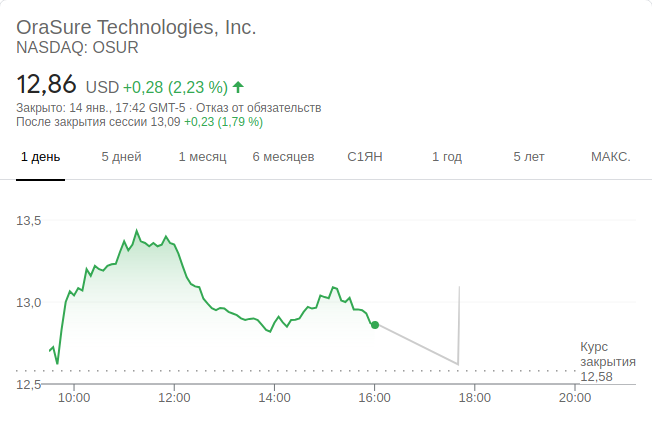 OraSure Technologies, Inc.
NASDAQ: OSUR
12,86 USD +0,28 (2,23 %)
Закрыто: 14 янв., 17:42 GMT-5 · Отказ от обязательств
После закрытия сессии 13,09 +0,23 (1,79 %)
1 день 5 дней 1 месяц 6 месяцев С1ЯН 1 год 5 лет МАКС.
13,5
13,0
Курс
закрытия
12,58
12,5
10:00 12:00 14:00 16:00 18:00 20:00